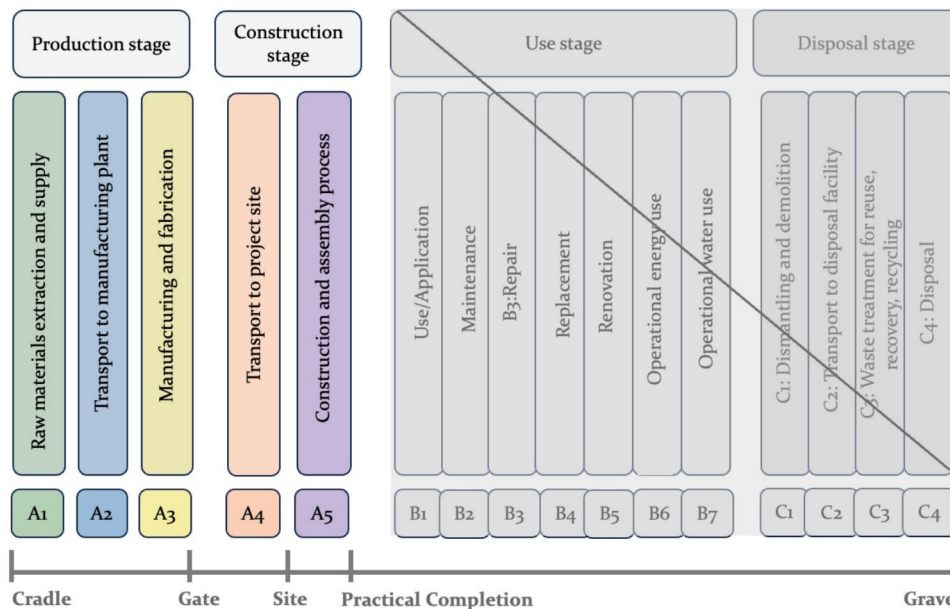 Production stage
Construction
stage
Use stage
Disposal stage
Raw materials extraction and supply
Transport to manufacturing plant
Manufacturing and fabrication
Transport to project site
Construction and assembly process
Use/Application
Maintenance
B3:Repair
Replacement
Renovation
Operational energy use
Operational water use
C1: Dismantling and demolition
C2: Transport to disposal facility
C3: Waste treatment for reuse,
recovery, recycling
C4: Disposal
A1
A2
A3
A4
A5
B1
B2
B3
B4
B5
B6
B7
C1
C2
C3
C4
Cradle
Gate
Site
Practical Completion
Grave